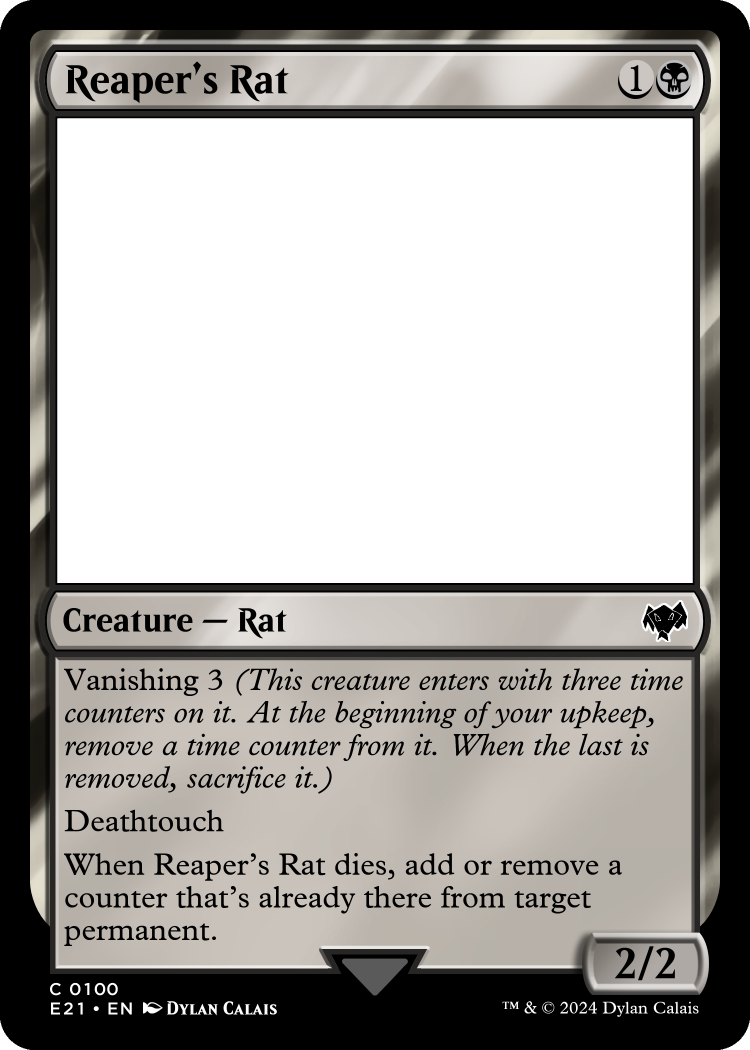 Reaper's Rat 1
Creature — Rat
Vanishing 3 (This creature enters with three time
counters on it. At the beginning of your upkeep,
remove a time counter from it. When the last is
removed, sacrifice it.)
Deathtouch
When Reaper's Rat dies, add or remove a
counter that's already there from target
permanent.
2/2
C 0100
E21 • EN DYLAN CALAIS
™ & © 2024 Dylan Calais